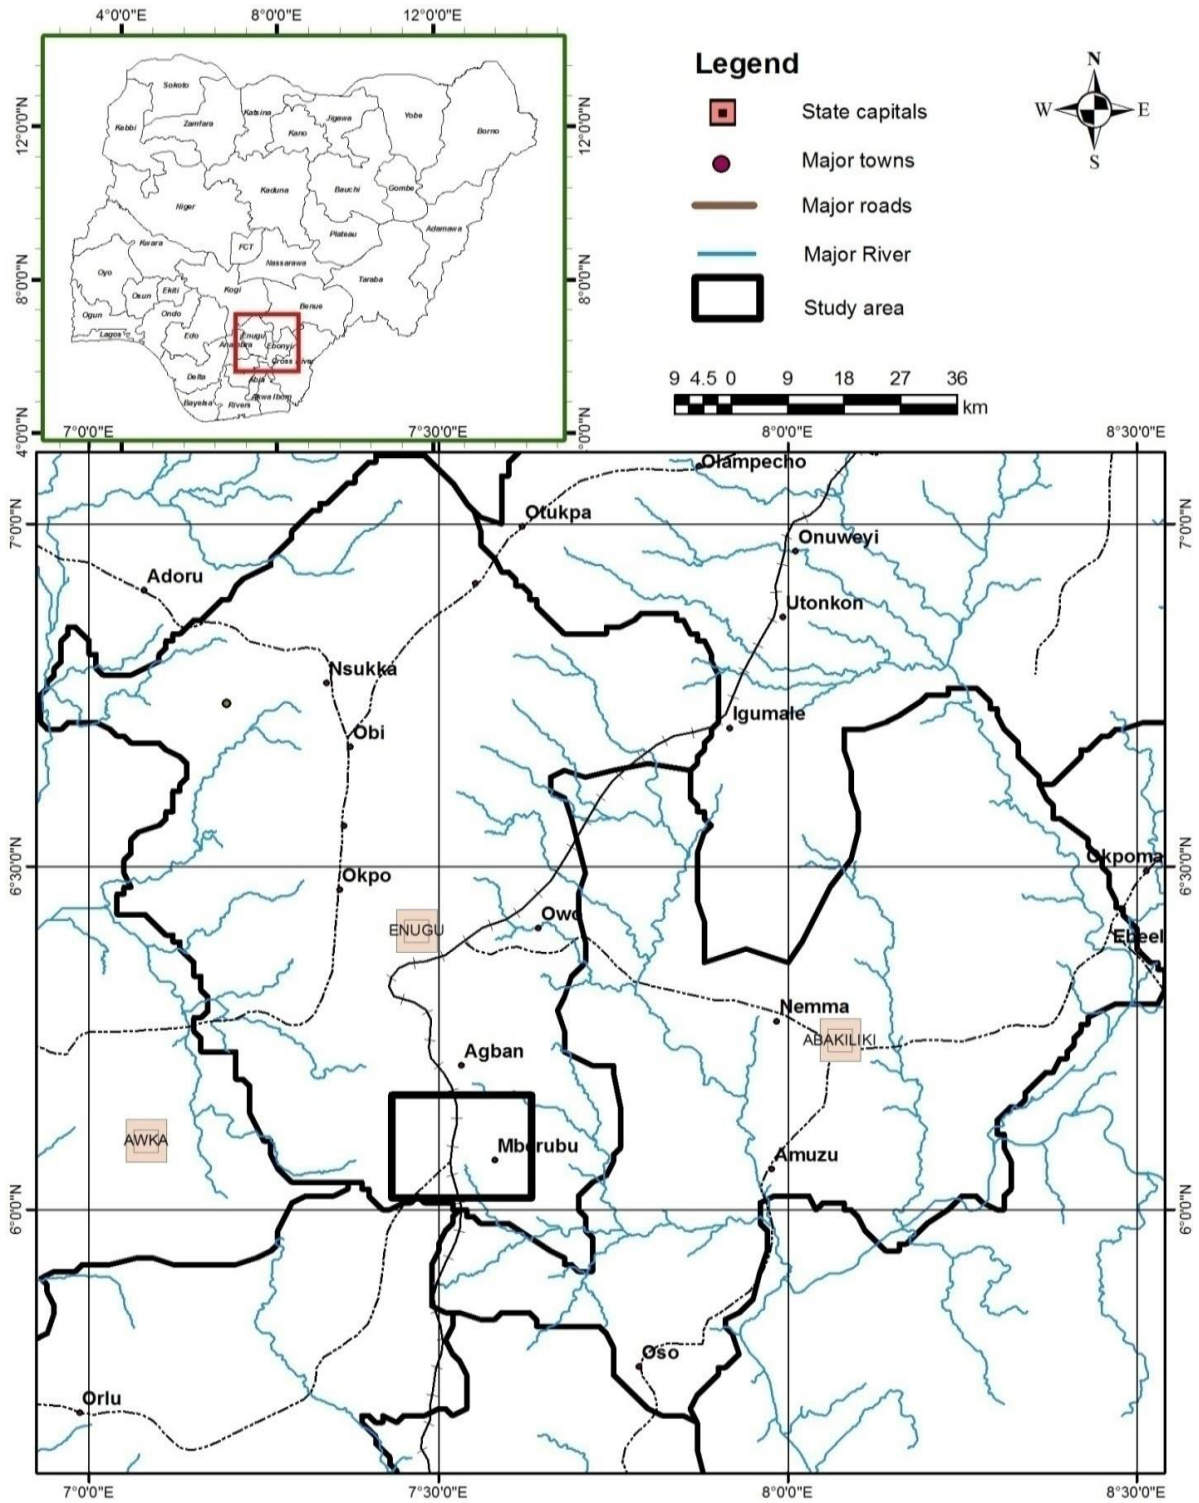 4°0'0"E 8°0'0"E 12°0'0"E
12°0'0"N
12°0'0"N
8°0'0"N
8°0'0"N
4°0'0"N
Sokoto
Kebbi
Zamfara
Katsina
Kano
Jigawa
Yobe
Borno
Niger
Kaduna
Bauchi
Gombe
Adamawa
Kwara
FCT
Plateau
Nassarawa
Taraba
Oyo
Osun
Ekiti
Kogi
Benue
Ogun
Ondo
Lagos
Edo
Enugu
Anambra
Ebonyi
Cross River
Delta
Abia
Akwa Ibom
Bayelsa
Rivers
Legend
State capitals
Major towns
Major roads
Major River
Study area
N
W
E
S
9 4.5 0 9 18 27 36
km
7°0'0"E 7°30'0"E 8°0'0"E 8°30'0"E
7°0'0"N
7°0'0"N
6°30'0"N
6°30'0"N
6°0'0"N
6°0'0"N
Olampecho
Otukpa
Onuweyi
Adoru
Utonkon
Nsukka
Igumale
Obi
Okpoma
Okpo
Owo
ENUGU
Ebeel
Nemma
ABAKILIKI
Agban
AWKA
Mberubu
Amuzu
Oso
Orlu
7°0'0"E 7°30'0"E 8°0'0"E 8°30'0"E